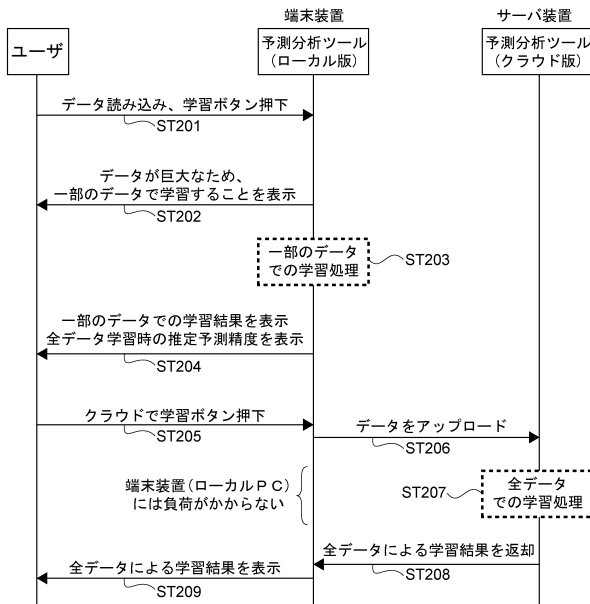 端末装置
サーバ装置
ユーザ
予測分析ツール
(ローカル版)
予測分析ツール
(クラウド版)
データ読み込み、学習ボタン押下
ST201
データが巨大なため、
一部のデータで学習することを表示
ST202
一部のデータ
での学習処理
ST203
一部のデータでの学習結果を表示
全データ学習時の推定予測精度を表示
ST204
クラウドで学習ボタン押下
ST205
データをアップロード
ST206
端末装置(ローカルPC)
には負荷がかからない
ST207
全データ
での学習処理
全データによる学習結果を返却
ST208
全データによる学習結果を表示
ST209